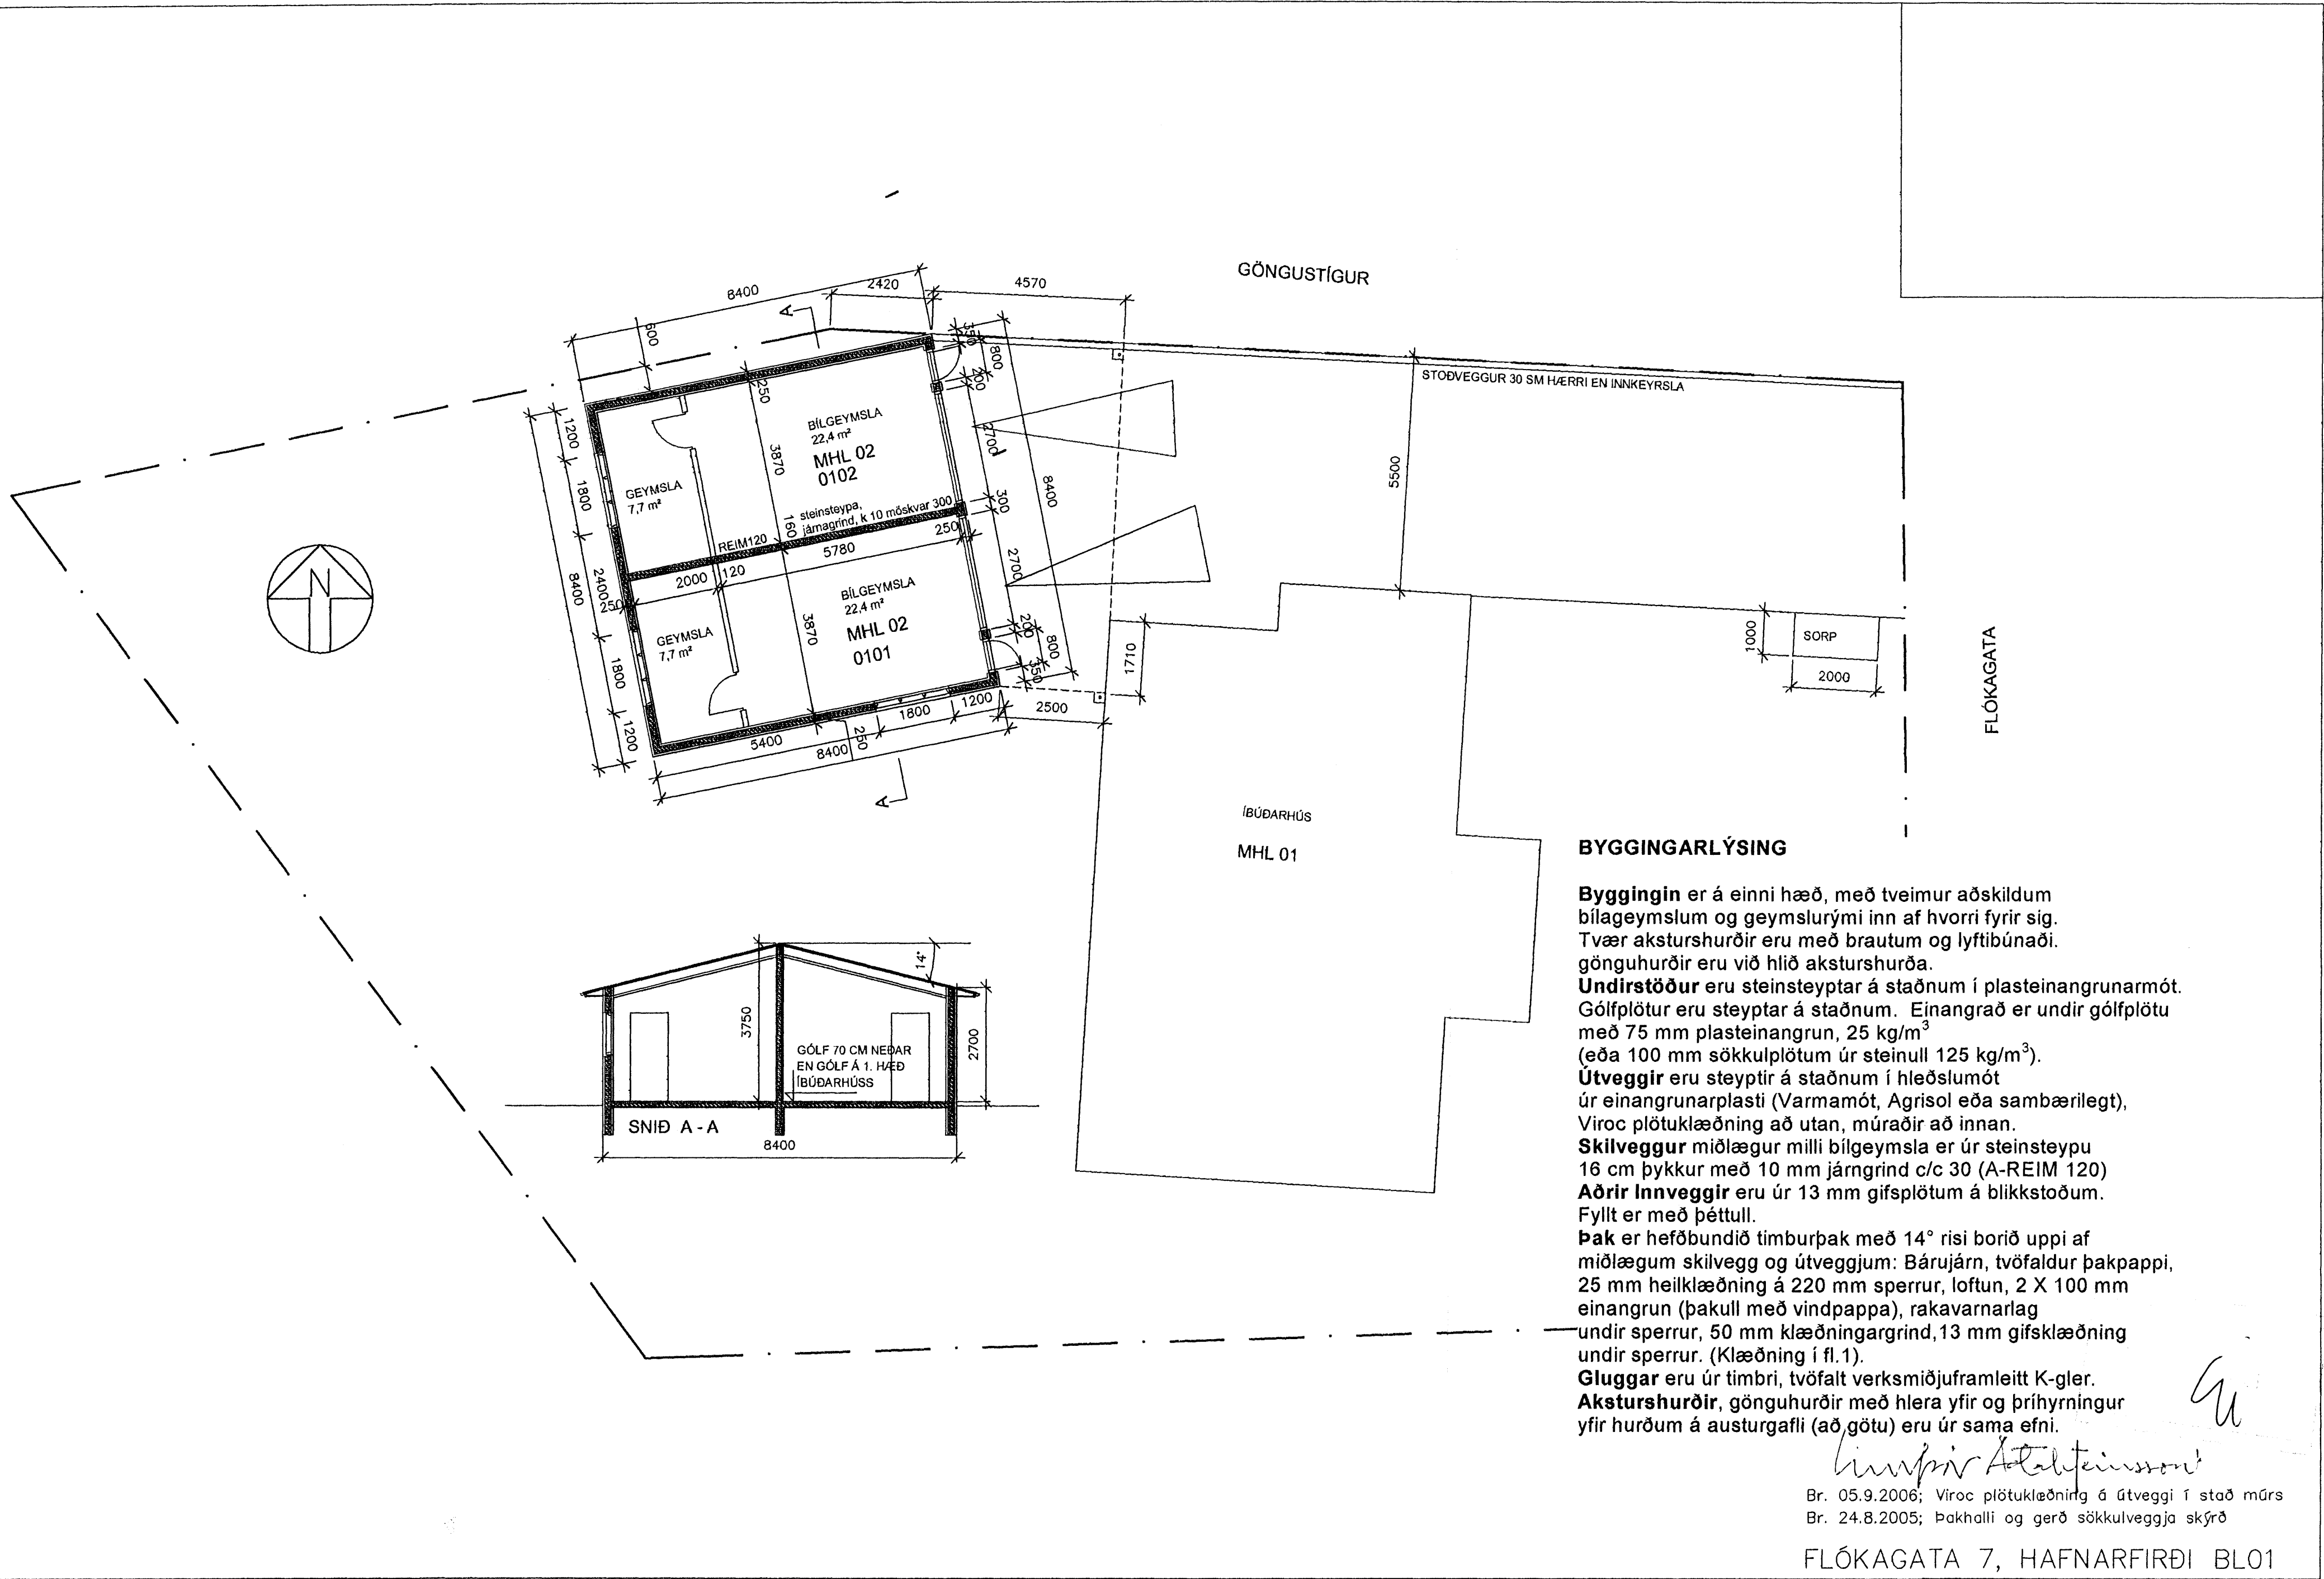 GÖNGUSTÍGUR
8400
2420
4570
600
A
350
800
200
2700
300
8400
2700
200
800
350
250
3870
160
BÍLGEYMSLA
22,4 m²
MHL 02
0102
GEYMSLA
7,7 m²
steinsteypa,
járnagrind, k 10 möskvar 300
REIM120
250
5780
2000
120
250
BÍLGEYMSLA
22,4 m²
MHL 02
0101
GEYMSLA
7,7 m²
3870
1200
1800
2400
8400
1800
1200
5400
1800
1200
8400
250
A
2500
1710
N
STOÐVEGGUR 30 SM HÆRRI EN INNKEYRSLA
5500
1000
SORP
2000
FLÓKAGATA
ÍBÚÐARHÚS
MHL 01
14°
3750
2700
GÓLF 70 CM NEÐAR
EN GÓLF Á 1. HÆÐ
ÍBÚÐARHÚSS
SNIÐ A - A
8400
BYGGINGARLÝSING
Byggingin er á einni hæð, með tveimur aðskildum
bílageymslum og geymslurými inn af hvorri fyrir sig.
Tvær aksturshurðir eru með brautum og lyftibúnaði.
gönguhurðir eru við hlið aksturshurða.
Undirstöður eru steinsteyptar á staðnum í plasteinangrunarmót.
Gólfplötur eru steyptar á staðnum. Einangrað er undir gólfplötu
með 75 mm plasteinangrun, 25 kg/m³
(eða 100 mm sökkulplötum úr steinull 125 kg/m³).
Útveggir eru steyptir á staðnum í hleðslumót
úr einangrunarplasti (Varmamót, Agrisol eða sambærilegt),
Viroc plötuklæðning að utan, múraðir að innan.
Skilveggur miðlægur milli bílgeymsla er úr steinsteypu
16 cm þykkur með 10 mm járngrind c/c 30 (A-REIM 120)
Aðrir Innveggir eru úr 13 mm gifsplötum á blikkstoðum.
Fyllt er með þéttull.
Þak er hefðbundið timburþak með 14° risi borið uppi af
miðlægum skilvegg og útveggjum: Bárujárn, tvöfaldur þakpappi,
25 mm heilklæðning á 220 mm sperrur, loftun, 2 X 100 mm
einangrun (þakull með vindpappa), rakavarnarlag
undir sperrur, 50 mm klæðningargrind,13 mm gifsklæðning
undir sperrur. (Klæðning í fl.1).
Gluggar eru úr timbri, tvöfalt verksmiðjuframleitt K-gler.
Aksturshurðir, gönguhurðir með hlera yfir og þríhyrningur
yfir hurðum á austurgafli (að götu) eru úr sama efni.
Br. 05.9.2006; Viroc plötuklæðning á útveggi í stað múrs
Br. 24.8.2005; Þakhalli og gerð sökkulveggja skýrð
FLÓKAGATA 7, HAFNARFIRÐI BL01